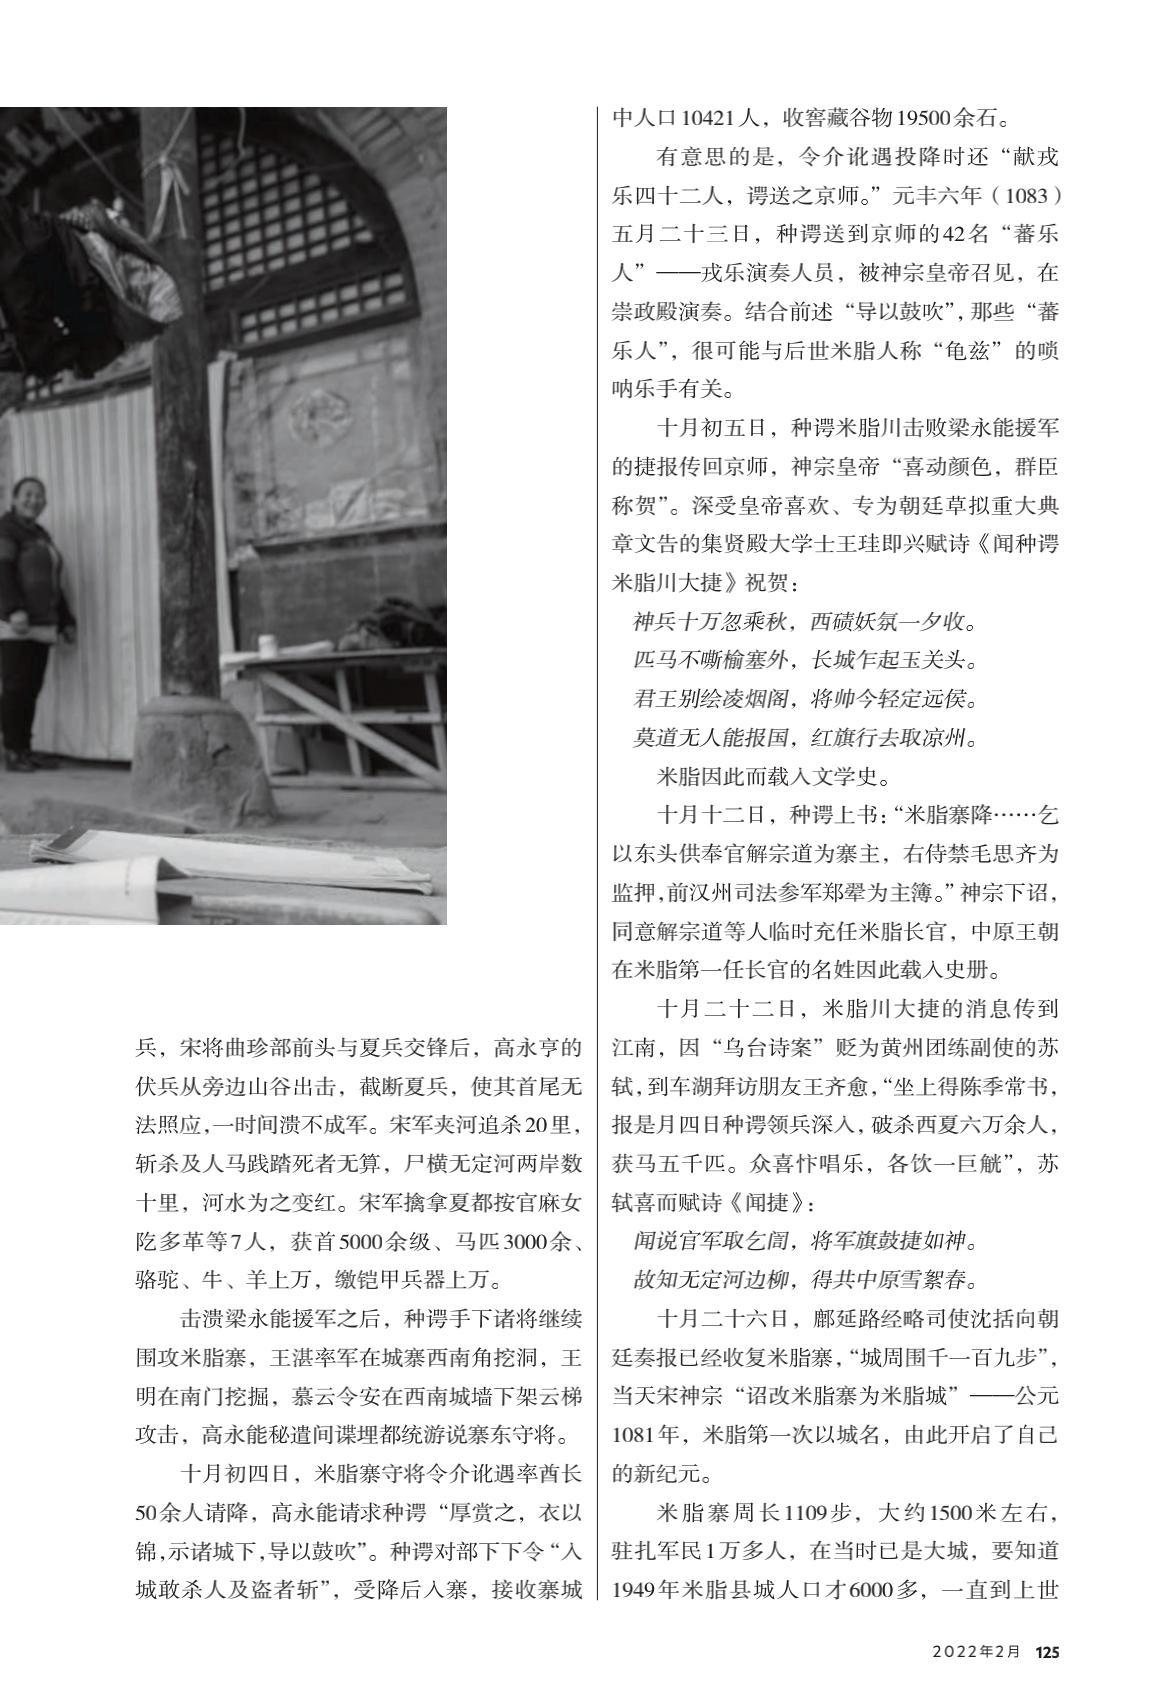 兵，宋将曲珍部前头与夏兵交锋后，高永亨的
伏兵从旁边山谷出击，截断夏兵，使其首尾无
法照应，一时间溃不成军。宋军夹河追杀20里，
斩杀及人马践踏死者无算，尸横无定河两岸数
十里，河水为之变红。宋军擒拿夏都按官麻女
阣多革等7人，获首5000余级、马匹3000余、
骆驼、牛、羊上万，缴铠甲兵器上万。
击溃梁永能援军之后，种谔手下诸将继续
围攻米脂寨，王湛率军在城寨西南角挖洞，王
明在南门挖掘，慕云令安在西南城墙下架云梯
攻击，高永能秘遣间谍埋都统游说寨东守将。
十月初四日，米脂寨守将令介讹遇率酋长
50余人请降，高永能请求种谔“厚赏之，衣以
锦，示诸城下，导以鼓吹”。种谔对部下下令“入
城敢杀人及盗者斩”，受降后入寨，接收寨城
中人口10421人，收窖藏谷物19500余石。
有意思的是，令介讹遇投降时还“献戎
乐四十二人，谔送之京师。”元丰六年（1083）
五月二十三日，种谔送到京师的42名“蕃乐
人”——戎乐演奏人员，被神宗皇帝召见，在
崇政殿演奏。结合前述“导以鼓吹”，那些“蕃
乐人”，很可能与后世米脂人称“龟兹”的唢
呐乐手有关。
十月初五日，种谔米脂川击败梁永能援军
的捷报传回京师，神宗皇帝“喜动颜色，群臣
称贺”。深受皇帝喜欢、专为朝廷草拟重大典
章文告的集贤殿大学士王珪即兴赋诗《闻种谔
米脂川大捷》祝贺：
神兵十万忽乘秋，西碛妖氛一夕收。
匹马不嘶榆塞外，长城乍起玉关头。
君王别绘凌烟阁，将帅今轻定远侯。
莫道无人能报国，红旗行去取凉州。
米脂因此而载入文学史。
十月十二日，种谔上书：“米脂寨降……乞
以东头供奉官解宗道为寨主，右侍禁毛思齐为
监押，前汉州司法参军郑犟为主簿。”神宗下诏，
同意解宗道等人临时充任米脂长官，中原王朝
在米脂第一任长官的名姓因此载入史册。
十月二十二日，米脂川大捷的消息传到
江南，因“乌台诗案”贬为黄州团练副使的苏
轼，到车湖拜访朋友王齐愈，“坐上得陈季常书，
报是月四日种谔领兵深入，破杀西夏六万余人，
获马五千匹。众喜忭唱乐，各饮一巨觥”，苏
轼喜而赋诗《闻捷》：
闻说官军取乞訚，将军旗鼓捷如神。
故知无定河边柳，得共中原雪絮春。
十月二十六日，鄜延路经略司使沈括向朝
廷奏报已经收复米脂寨，“城周围千一百九步”，
当天宋神宗“诏改米脂寨为米脂城”——公元
1081年，米脂第一次以城名，由此开启了自己
的新纪元。
米脂寨周长1109步，大约1500米左右，
驻扎军民1万多人，在当时已是大城，要知道
1949年米脂县城人口才6000多，一直到上世
2022年2月 125